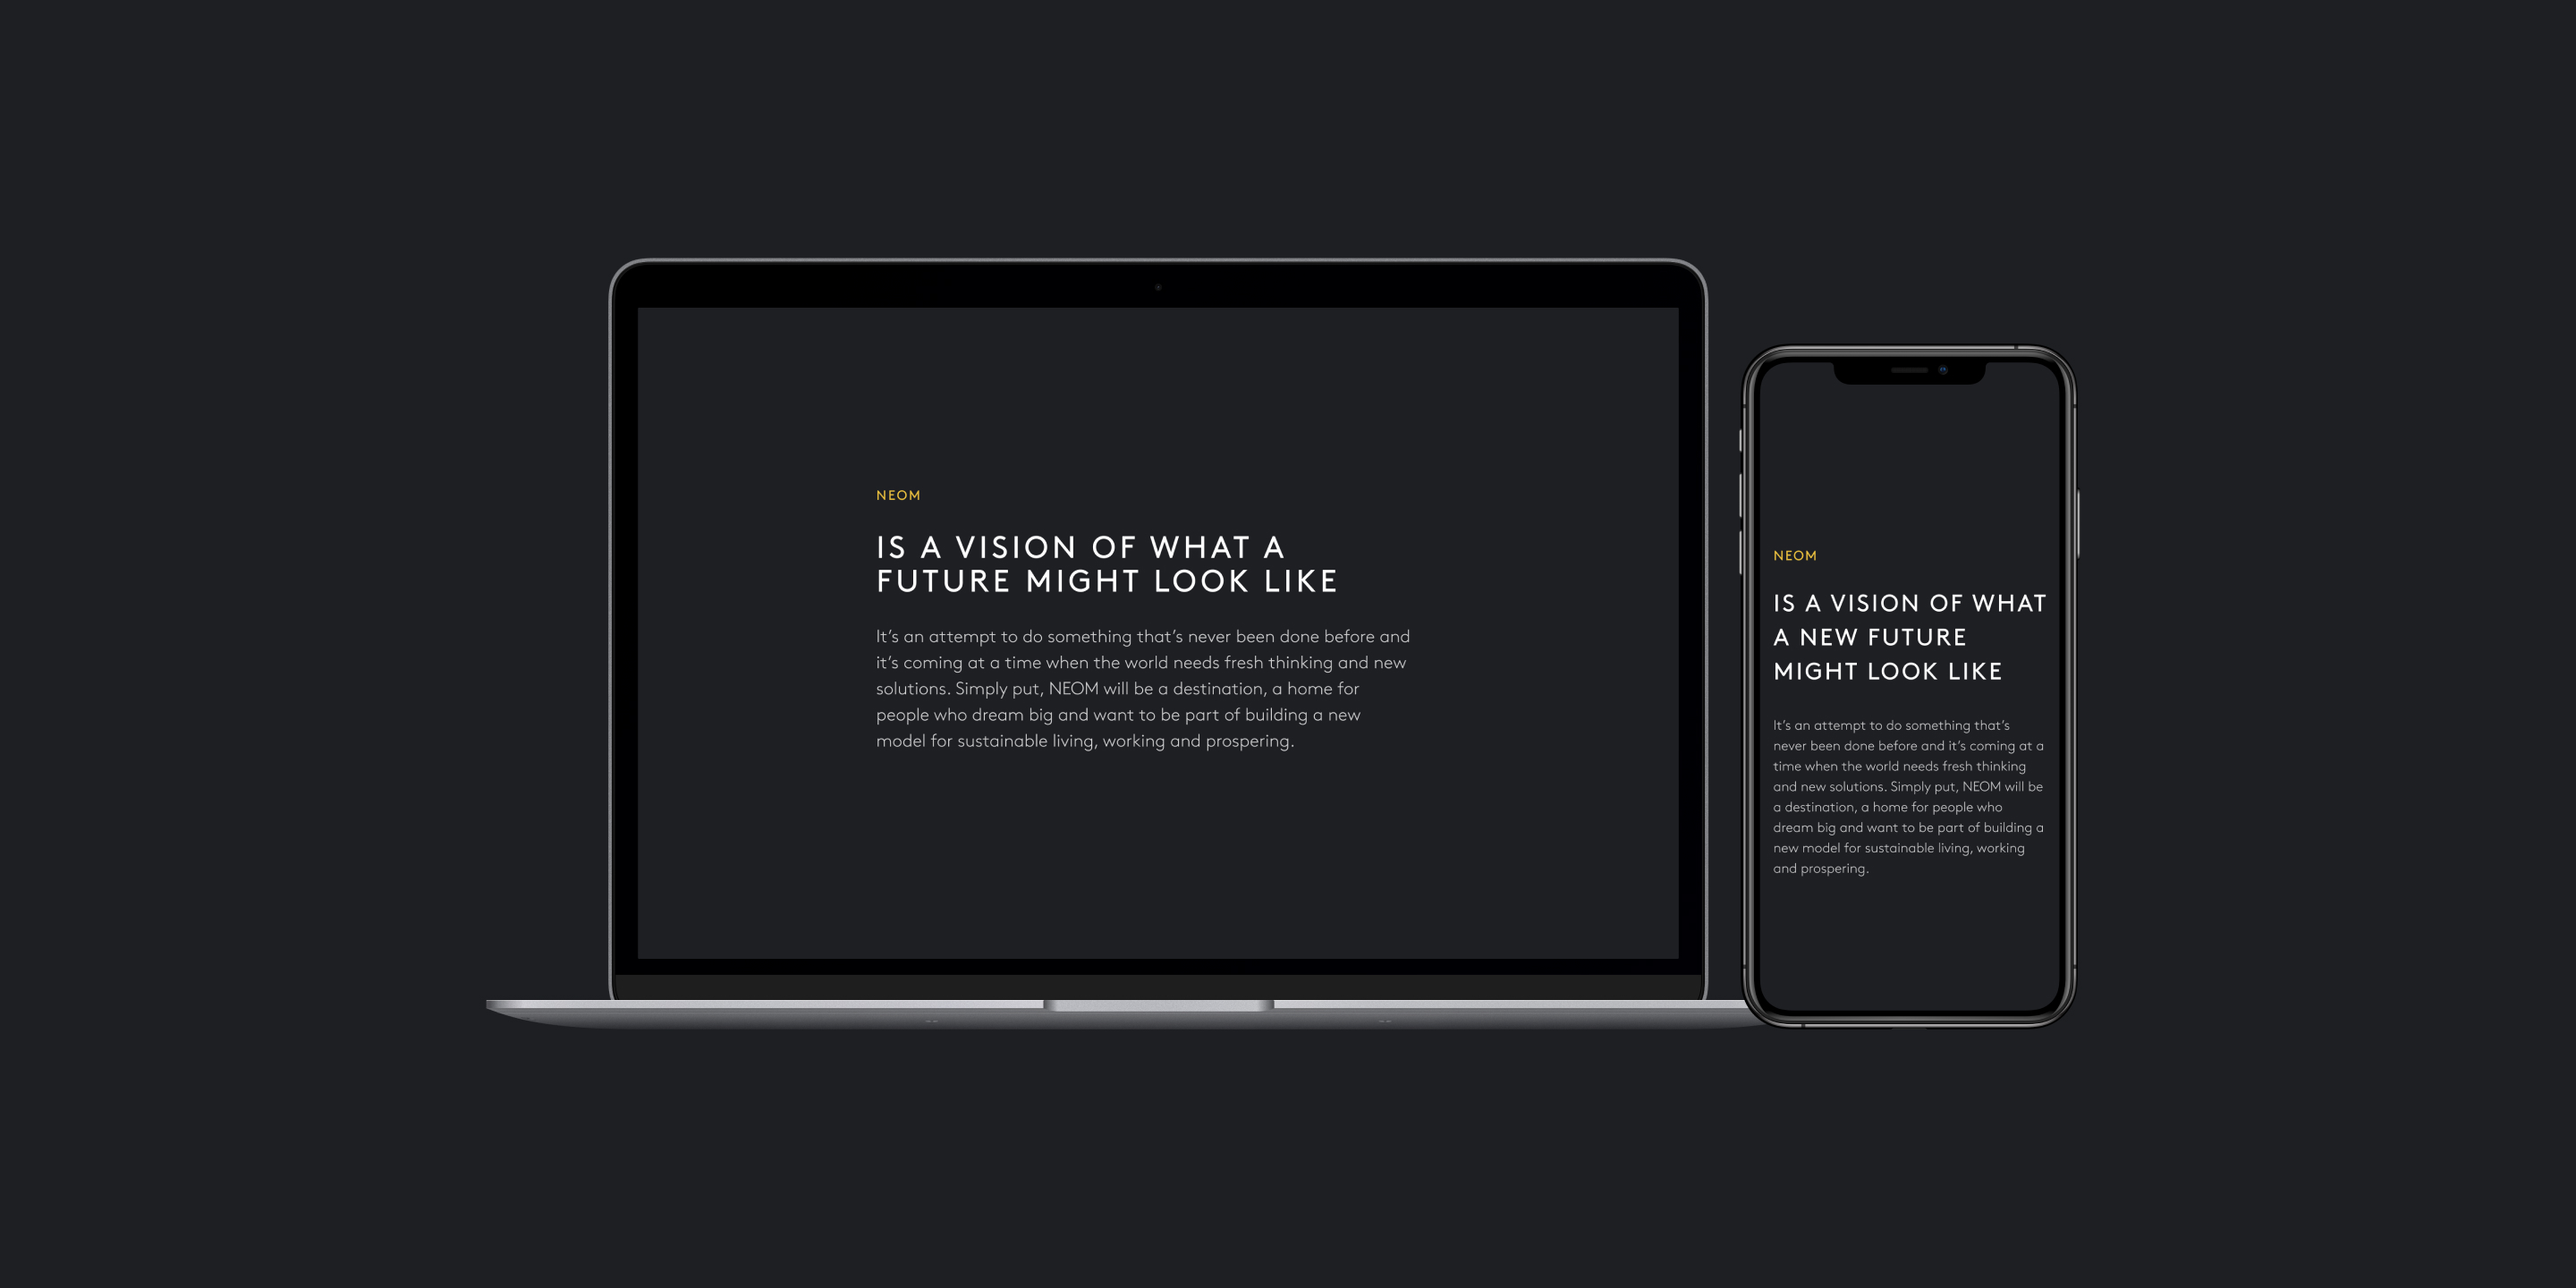 NEOM
IS A VISION OF WHAT A
FUTURE MIGHT LOOK LIKE
It’s an attempt to do something that’s never been done before and
it’s coming at a time when the world needs fresh thinking and new
solutions. Simply put, NEOM will be a destination, a home for
people who dream big and want to be part of building a new
model for sustainable living, working and prospering.
NEOM
IS A VISION OF WHAT
A NEW FUTURE
MIGHT LOOK LIKE
It’s an attempt to do something that’s
never been done before and it’s coming at a
time when the world needs fresh thinking
and new solutions. Simply put, NEOM will be
a destination, a home for people who
dream big and want to be part of building a
new model for sustainable living, working
and prospering.